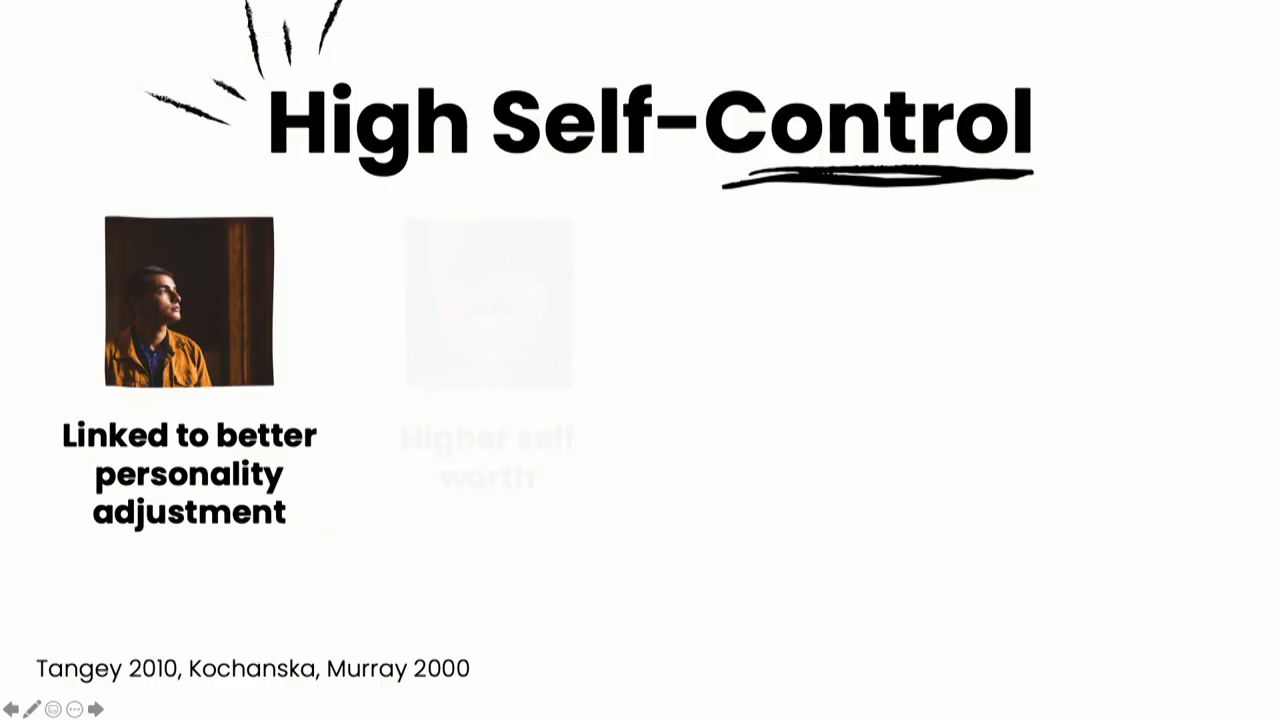 High Self-Control
Linked to better
personality
adjustment
Higher self
worth
Tangey 2010, Kochanska, Murray 2000